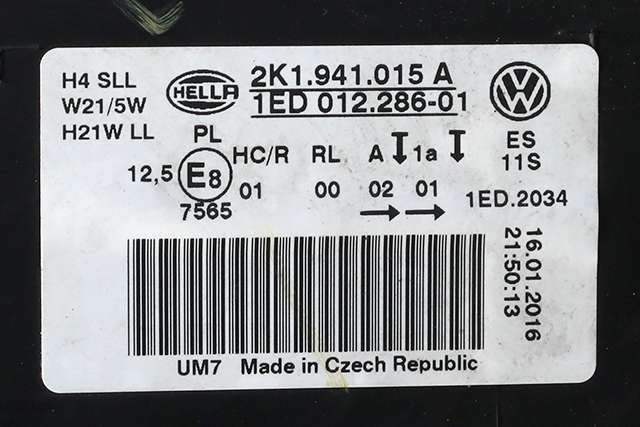 H4 SLL
W21/5W
H21W LL
HELLA
2K1.941.015 A
1ED 012.286-01
PL
HC/R RL A 1a
ES
11S
12,5 E8
01 00 02 01
7565
1ED.2034
16.01.2016
21:50:13
UM7 Made in Czech Republic